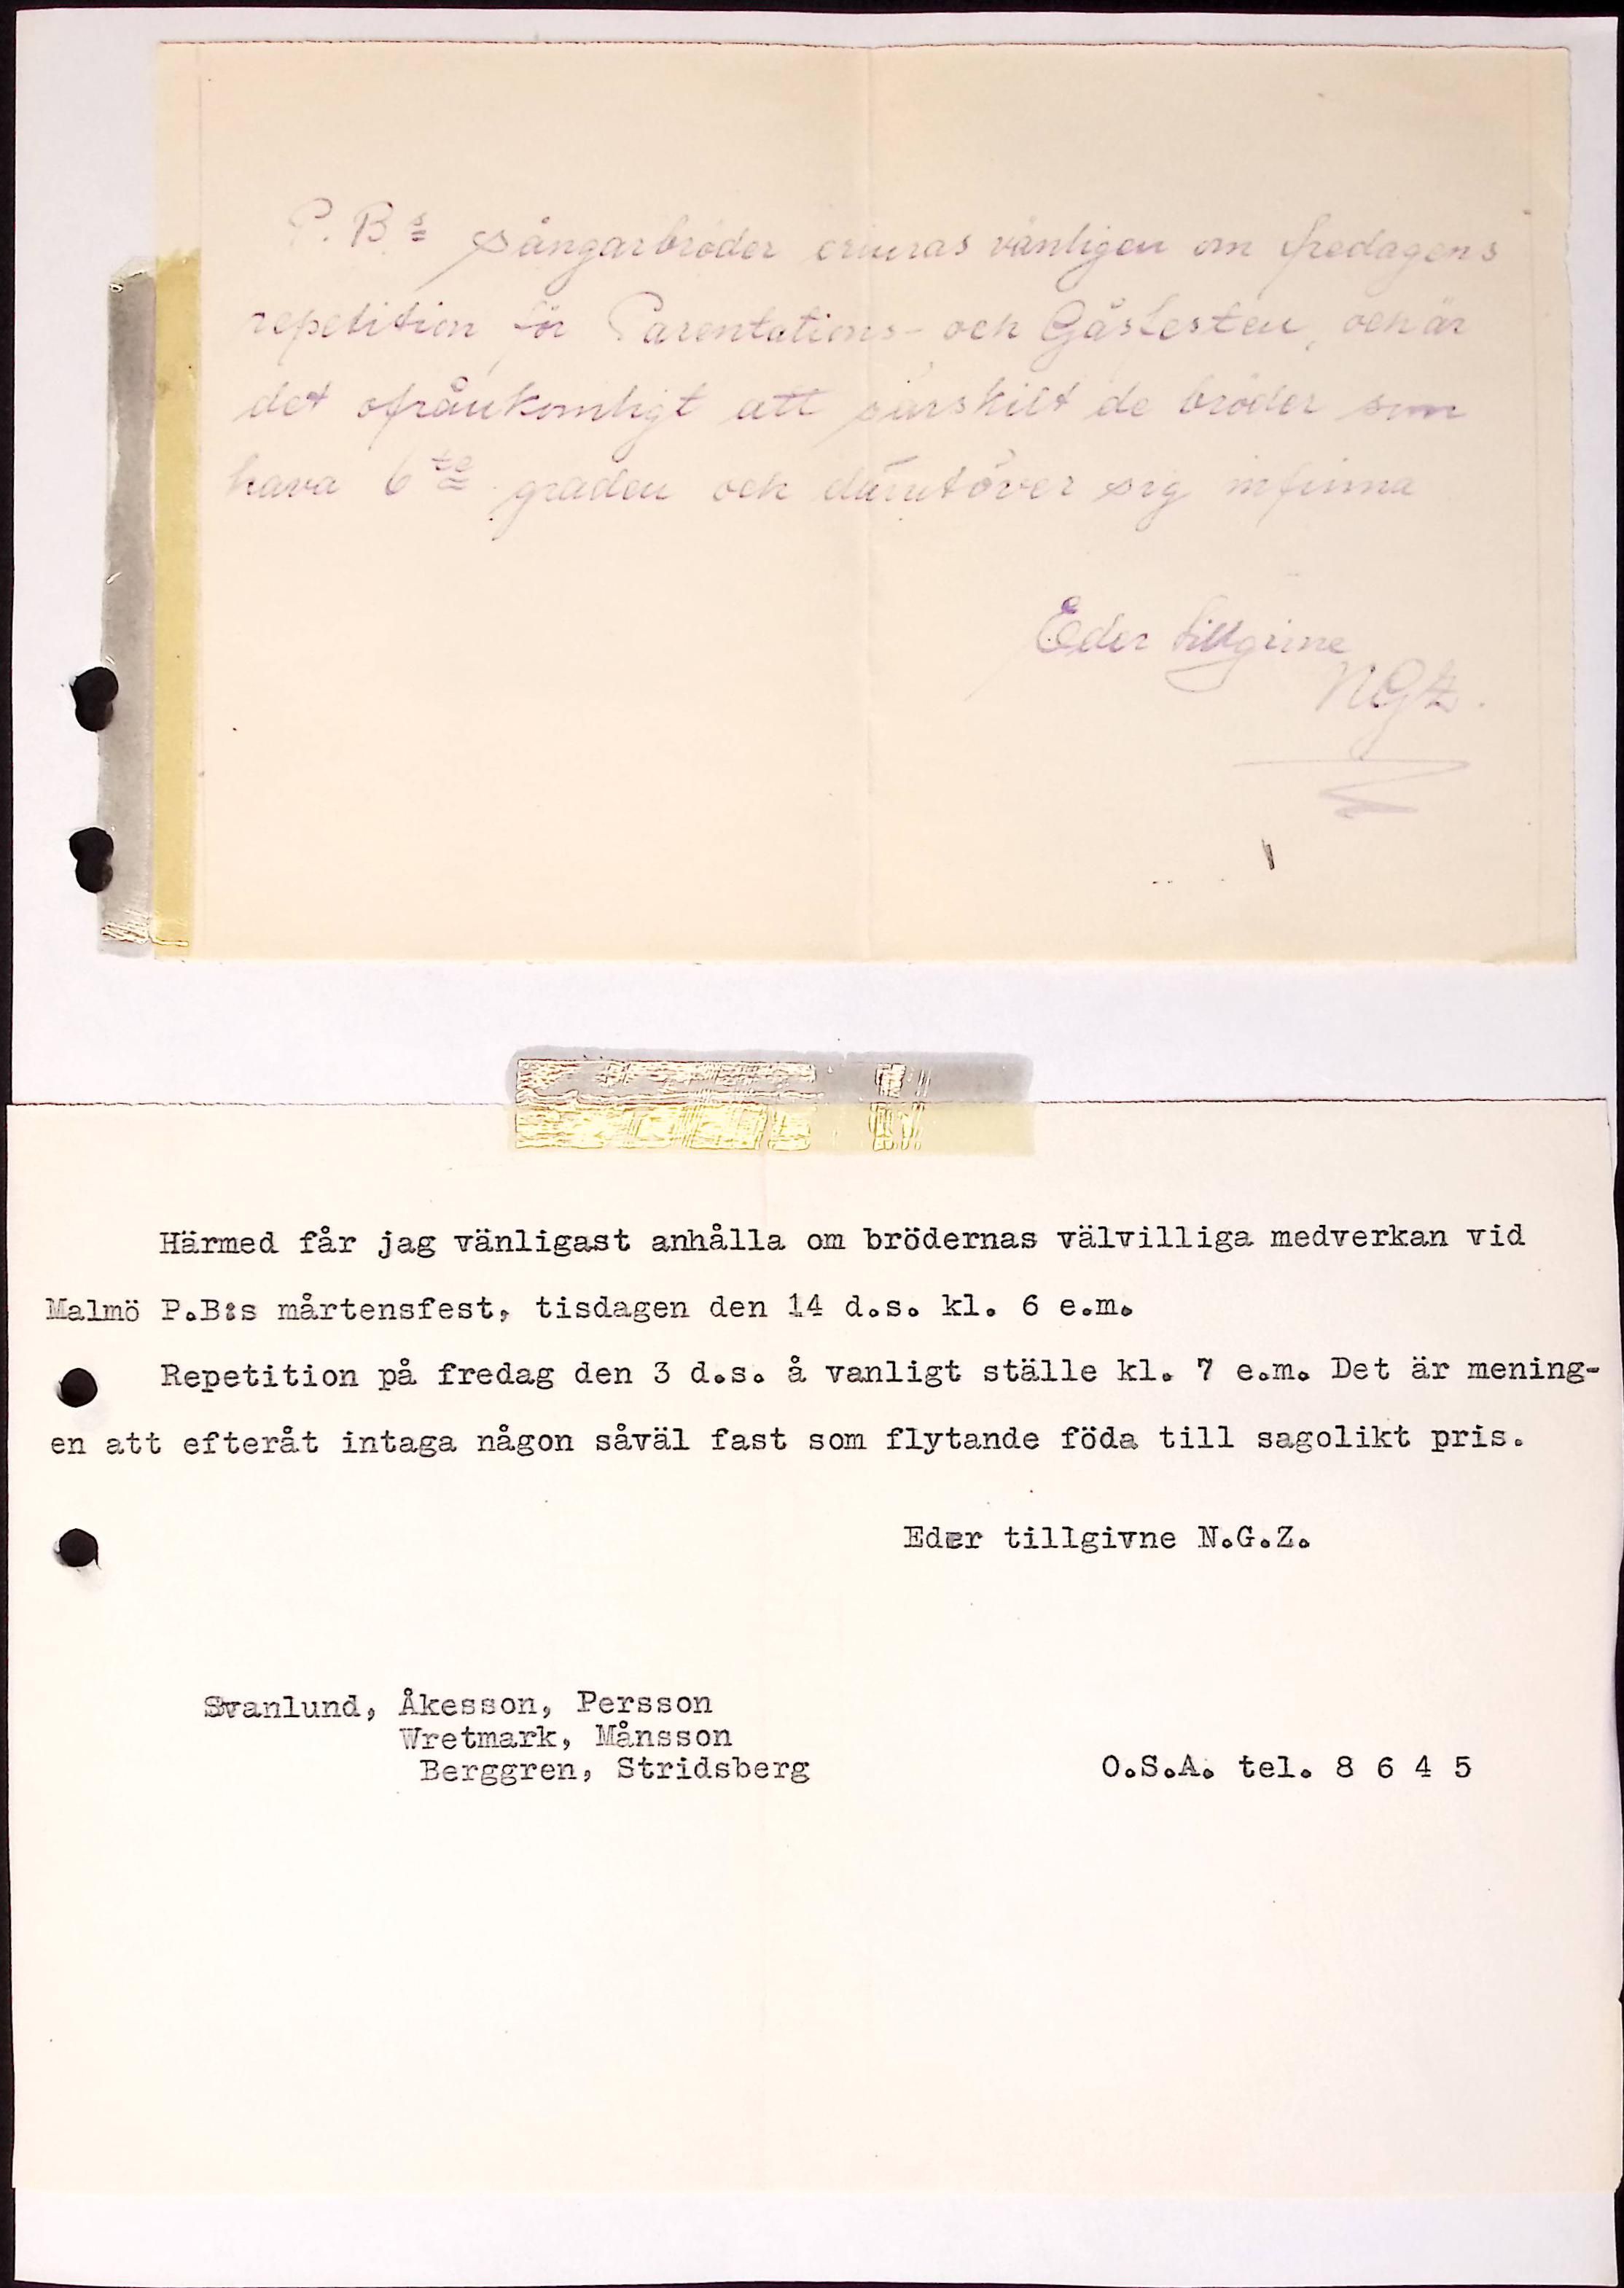 P. B:s sångarbröder erinras vänligen om fredagens
repetition för Parentations- och Gåsfesten, och är
det ofrånkomligt att särskilt de bröder som
hava 6te graden och därutöver sig infinna
Eder tillgivne
NGZ.
Härmed får jag vänligast anhålla om brödernas välvilliga medverkan vid
Malmö P.B:s mårtensfest, tisdagen den 14 d.s. kl. 6 e.m.
Repetition på fredag den 3 d.s. å vanligt ställe kl. 7 e.m. Det är mening-
en att efteråt intaga någon såväl fast som flytande föda till sagolikt pris.
Eder tillgivne N.G.Z.
Svanlund, Åkesson, Persson
Wretmark, Månsson
Berggren, Stridsberg
O.S.A. tel. 8 6 4 5